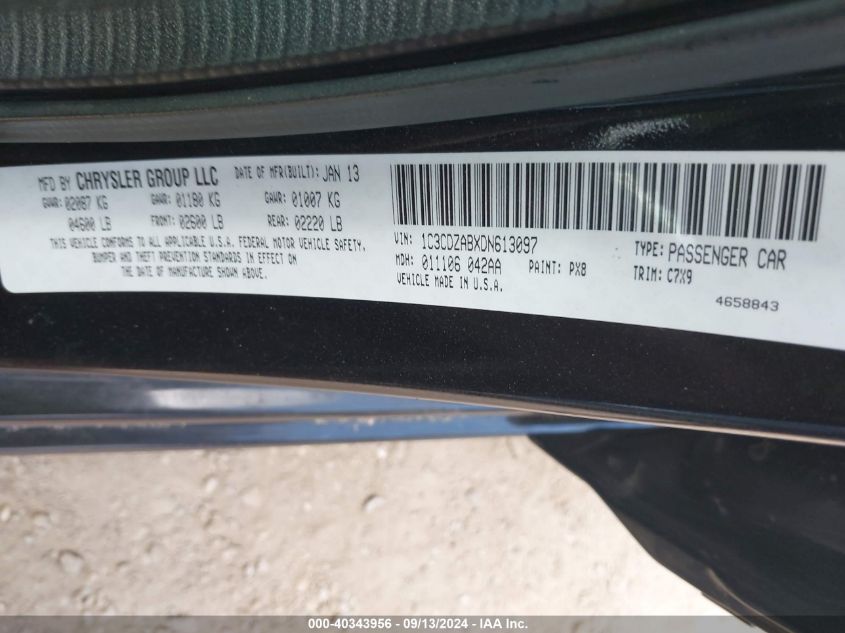 MFD BY CHRYSLER GROUP LLC DATE OF MFR(BUILT): JAN 13
GVWR: 02087 KG GAWR: 01180 KG GAWR: 01007 KG
04600 LB FRONT: 02600 LB REAR: 02220 LB
THIS VEHICLE CONFORMS TO ALL U.S.A. FEDERAL MOTOR VEHICLE SAFETY,
BUMPER AND THEFT PREVENTION STANDARDS IN EFFECT ON
THE DATE OF MANUFACTURE SHOWN ABOVE.
VIN: 1C3CDZABXDN613097 TYPE: PASSENGER CAR
MDH: 011106 042AA PAINT: PX8 TRIM: C7X9
VEHICLE MADE IN U.S.A.
4658843
000-40343956 - 09/13/2024 - IAA Inc.